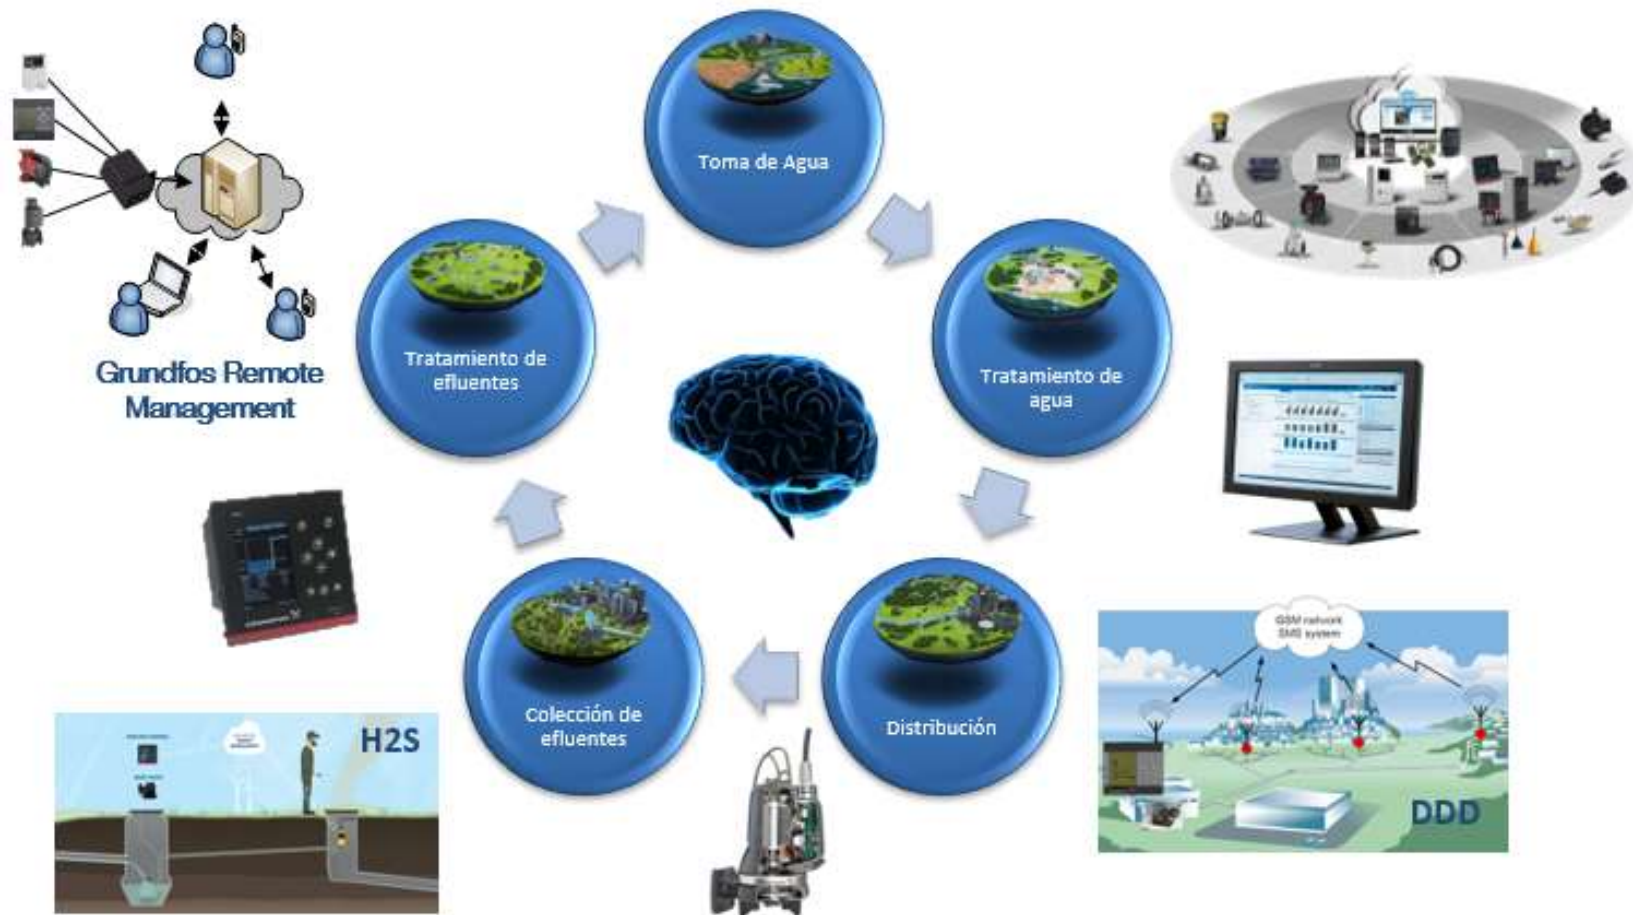 Toma de Agua
Tratamiento de
efluentes
Tratamiento de
agua
Grundfos Remote
Management
Colección de
efluentes
Distribución
GSM network
SMS system
H2S
DDD